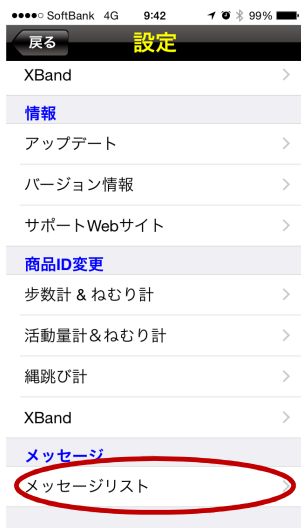 SoftBank 4G 9:42 99%
戻る 設定
XBand
情報
アップデート
バージョン情報
サポートWebサイト
商品ID変更
歩数計 & ねむり計
活動量計＆ねむり計
縄跳び計
XBand
メッセージ
メッセージリスト